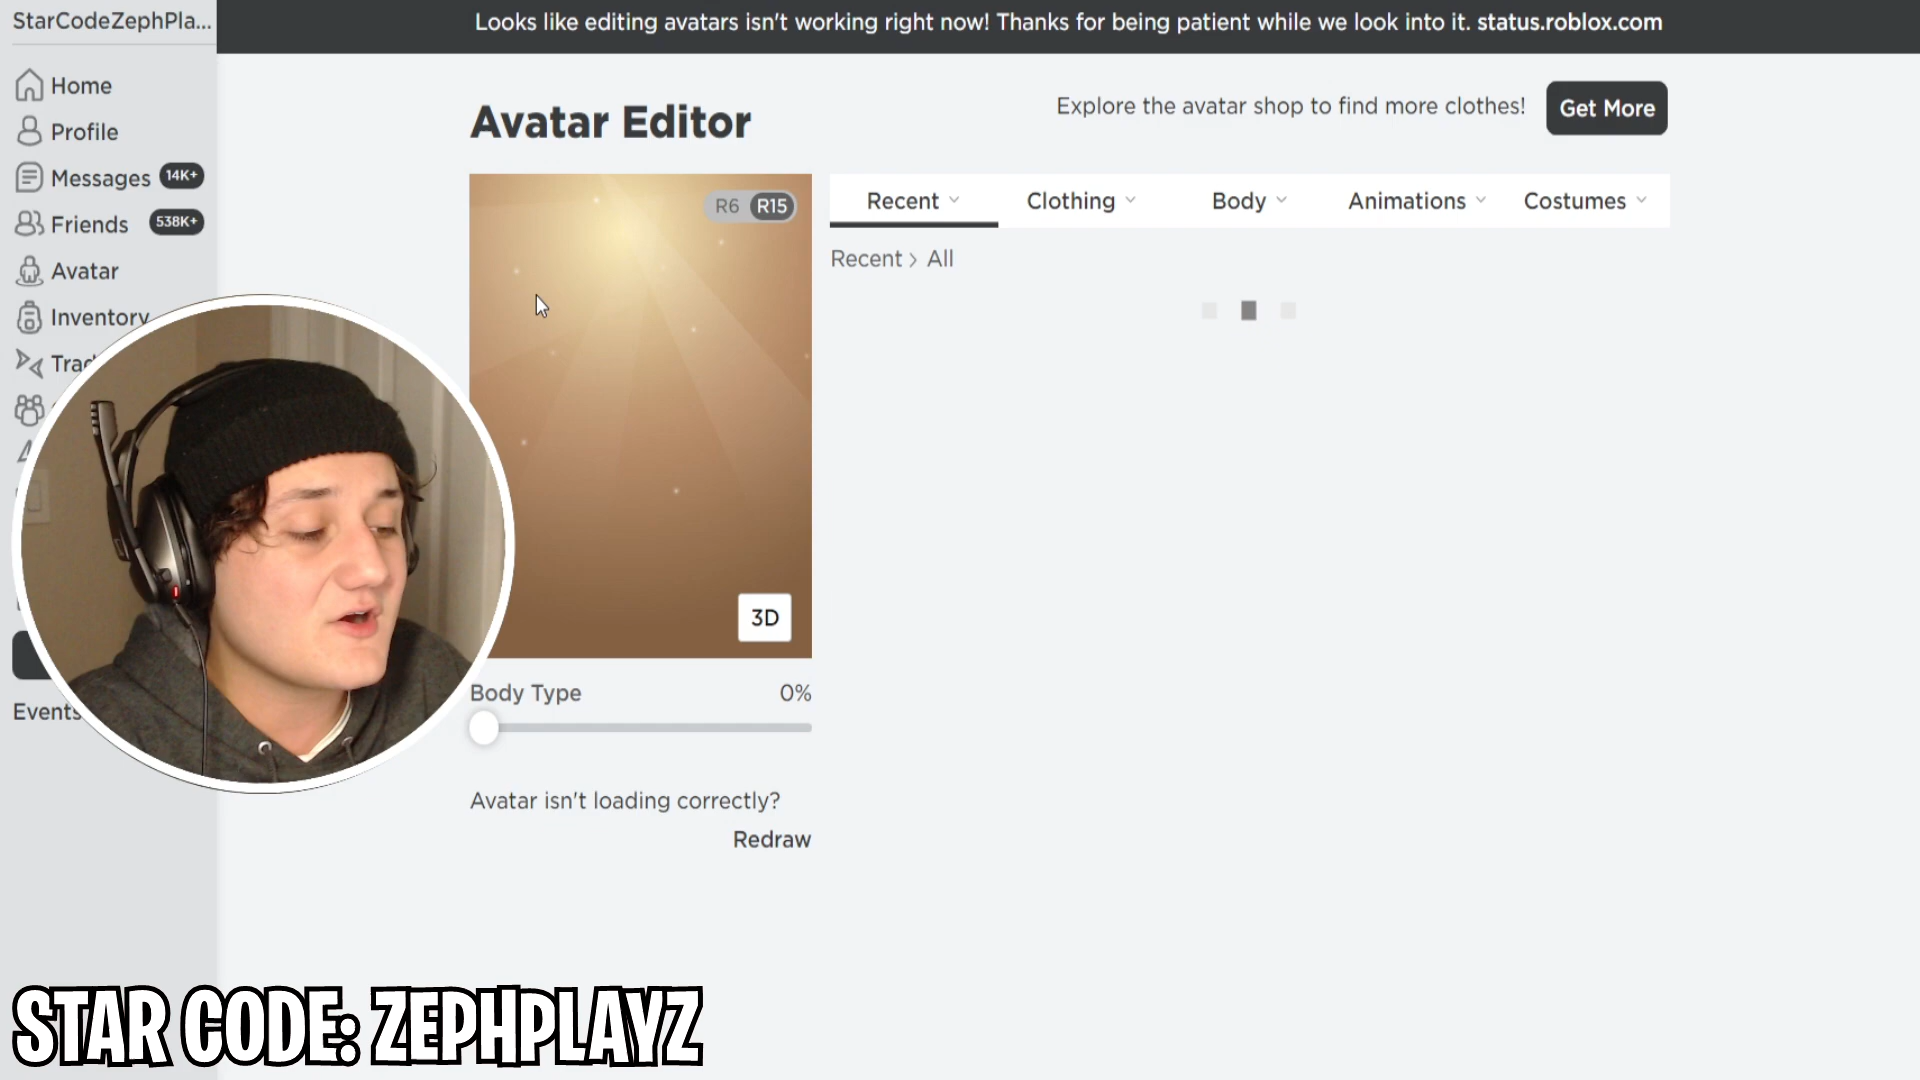 StarCodeZephPla...
Looks like editing avatars isn't working right now! Thanks for being patient while we look into it. status.roblox.com
Home
Profile
Messages 14K+
Friends 538K+
Avatar
Inventory
Events
Avatar Editor
Explore the avatar shop to find more clothes!
Get More
R6 R15
3D
Recent
Clothing
Body
Animations
Costumes
Recent > All
Body Type 0%
Avatar isn't loading correctly?
Redraw
STAR CODE: ZEPHPLAYZ